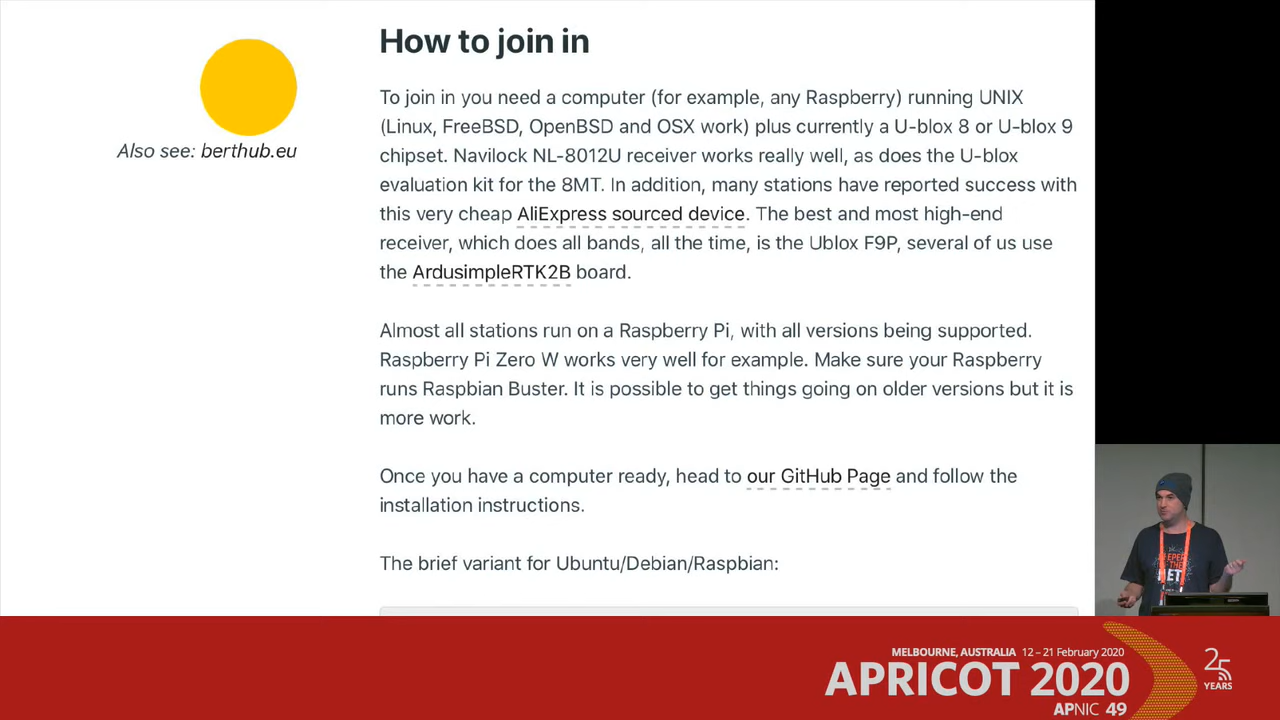 How to join in
Also see: berthub.eu
To join in you need a computer (for example, any Raspberry) running UNIX
(Linux, FreeBSD, OpenBSD and OSX work) plus currently a U-blox 8 or U-blox 9
chipset. Navilock NL-8012U receiver works really well, as does the U-blox
evaluation kit for the 8MT. In addition, many stations have reported success with
this very cheap AliExpress sourced device. The best and most high-end
receiver, which does all bands, all the time, is the Ublox F9P, several of us use
the ArdusimpleRTK2B board.
Almost all stations run on a Raspberry Pi, with all versions being supported.
Raspberry Pi Zero W works very well for example. Make sure your Raspberry
runs Raspbian Buster. It is possible to get things going on older versions but it is
more work.
Once you have a computer ready, head to our GitHub Page and follow the
installation instructions.
The brief variant for Ubuntu/Debian/Raspbian:
MELBOURNE, AUSTRALIA 12 – 21 February 2020
APRICOT 2020
APNIC 49
25
YEARS